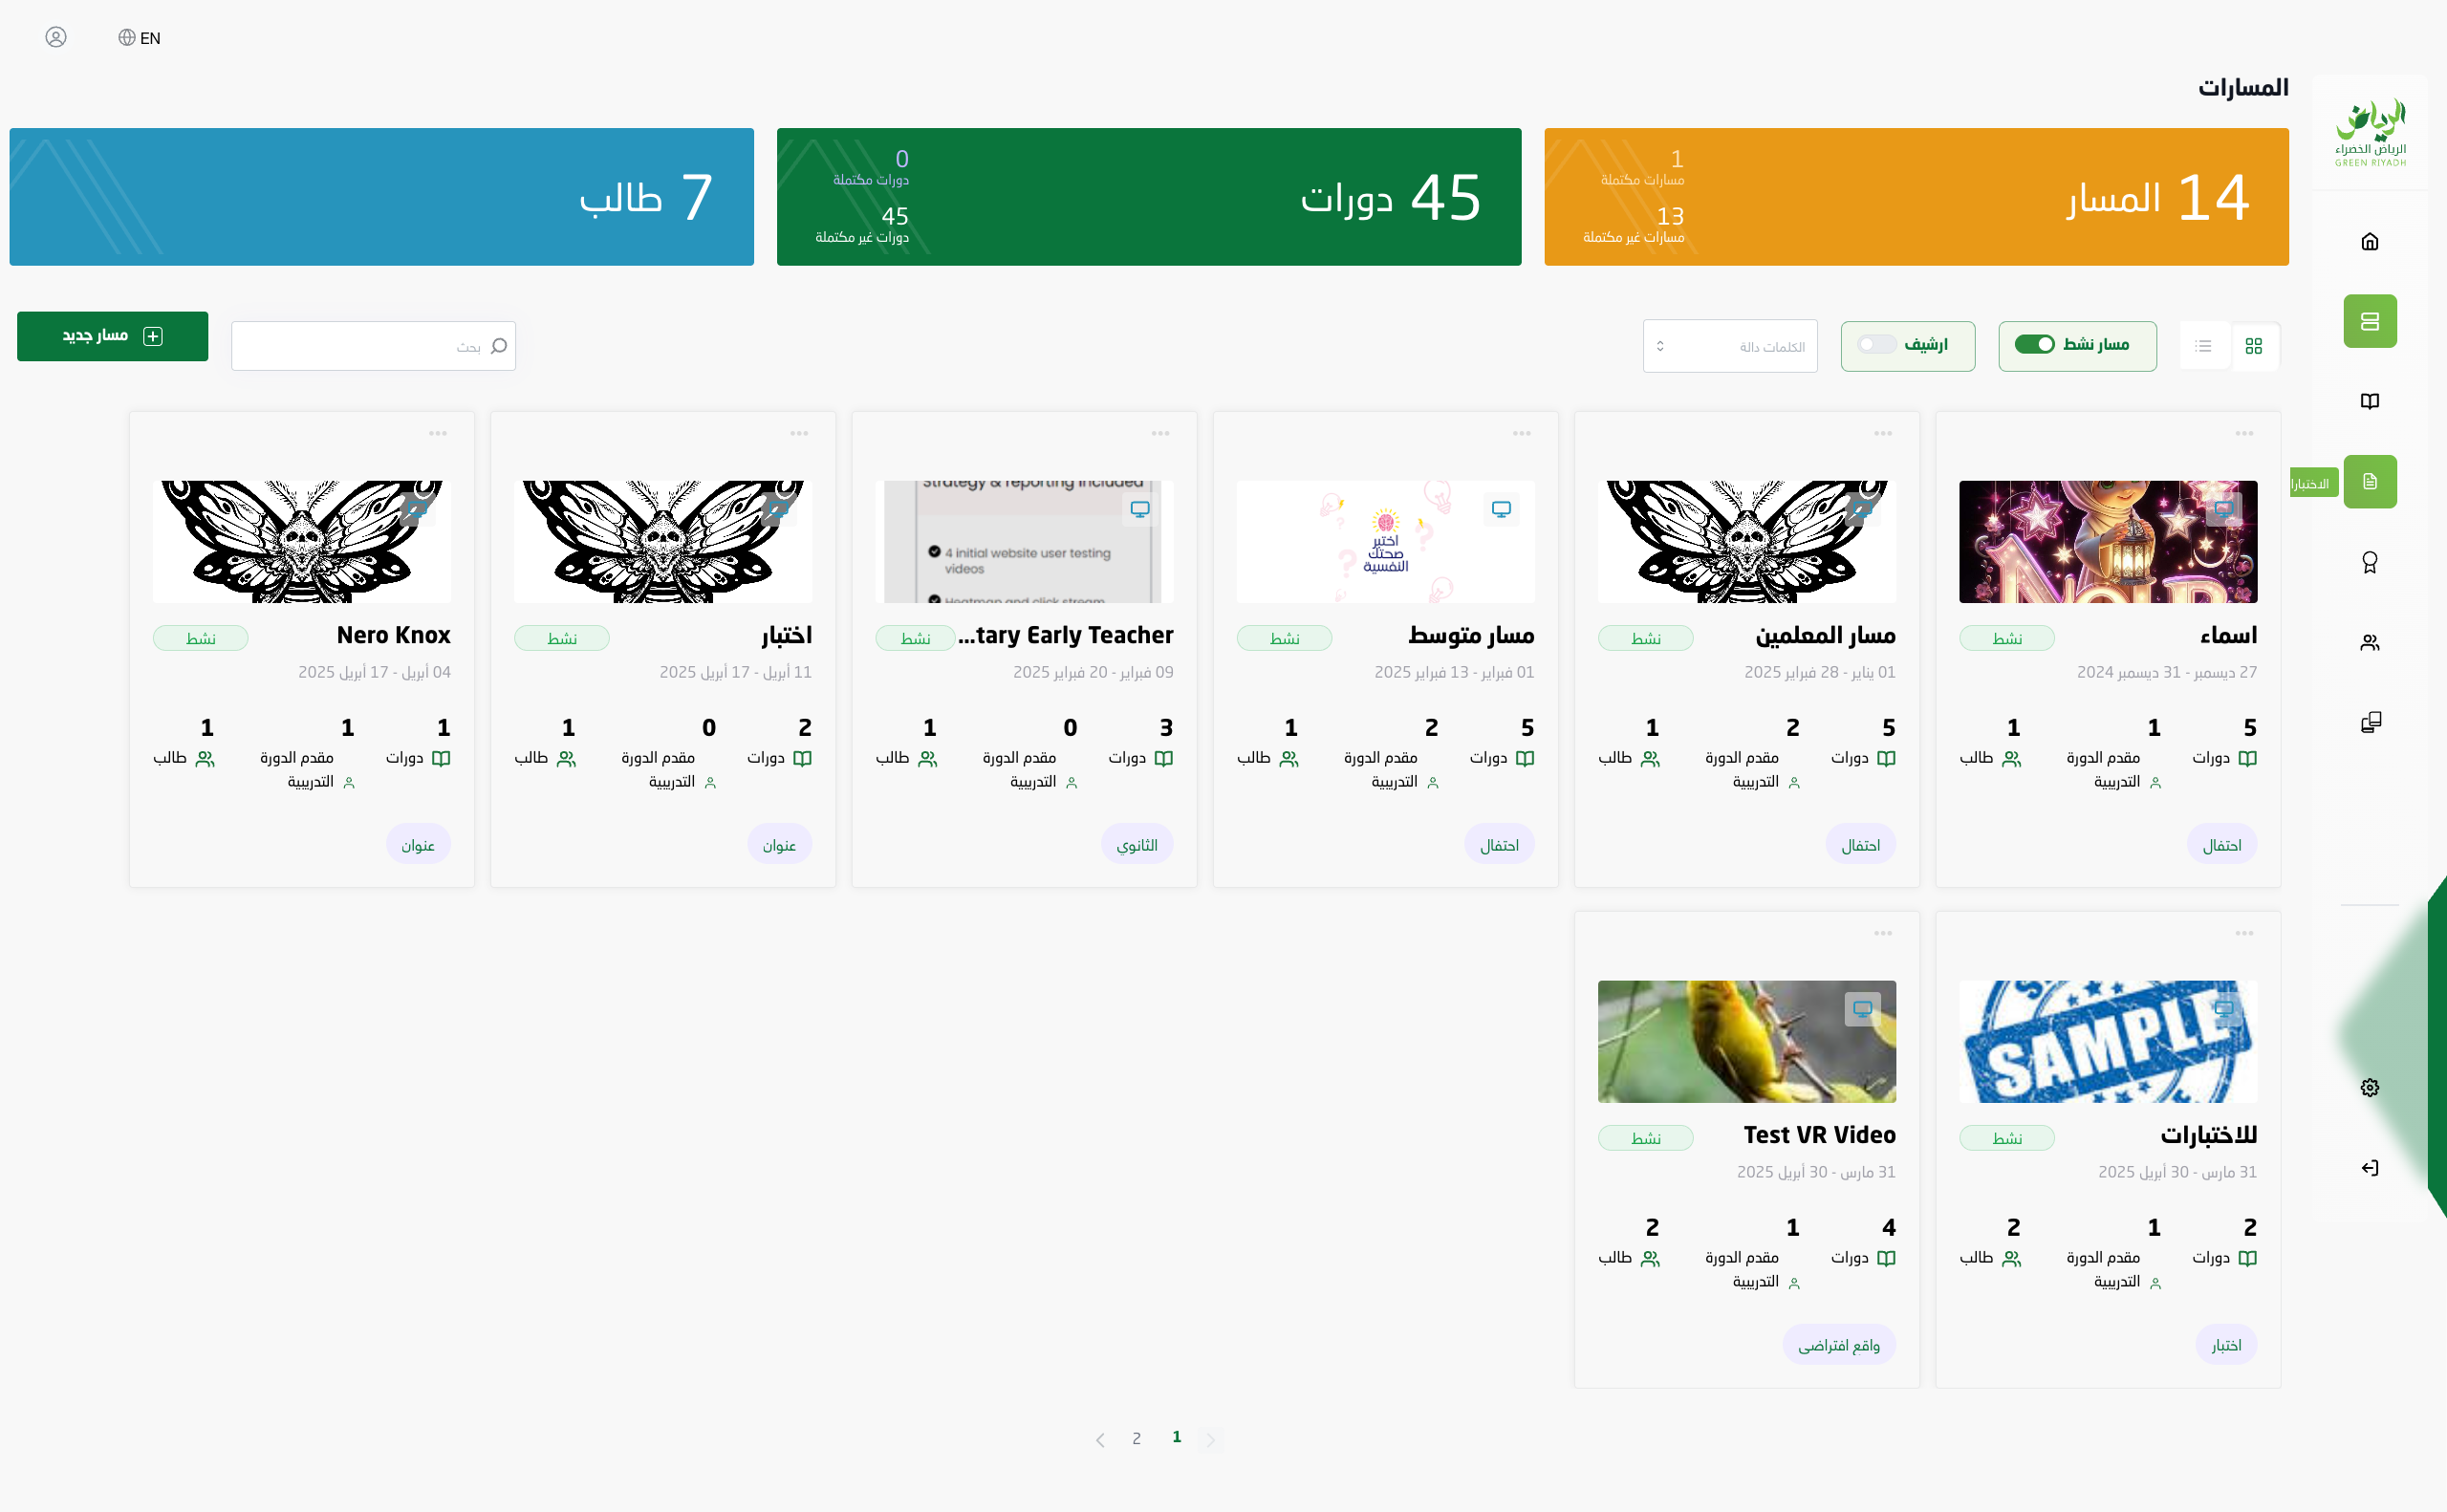 EN
المسارات
الرياض
الرياض الخضراء
GREEN RIYADH
14 المسار
1
مسارات مكتملة
13
مسارات غير مكتملة
45 دورات
0
دورات مكتملة
45
دورات غير مكتملة
7 طالب
مسار نشط
ارشيف
الكلمات دالة
بحث
مسار جديد
اسماء
نشط
27 ديسمبر - 31 ديسمبر 2024
5
دورات
1
مقدم الدورة
التدريبية
1
طالب
احتفال
مسار المعلمين
نشط
01 يناير - 28 فبراير 2025
5
دورات
2
مقدم الدورة
التدريبية
1
طالب
احتفال
اختبر
صحتك
النفسية
مسار متوسط
نشط
01 فبراير - 13 فبراير 2025
5
دورات
2
مقدم الدورة
التدريبية
1
طالب
احتفال
Strategy & reporting included
4 initial website user testing
videos
Heatmap and click stream
...tary Early Teacher
نشط
09 فبراير - 20 فبراير 2025
3
دورات
0
مقدم الدورة
التدريبية
1
طالب
الثانوي
اختبار
نشط
11 أبريل - 17 أبريل 2025
2
دورات
0
مقدم الدورة
التدريبية
1
طالب
عنوان
Nero Knox
نشط
04 أبريل - 17 أبريل 2025
1
دورات
1
مقدم الدورة
التدريبية
1
طالب
عنوان
SAMPLE
للاختبارات
نشط
31 مارس - 30 أبريل 2025
2
دورات
1
مقدم الدورة
التدريبية
2
طالب
اختبار
Test VR Video
نشط
31 مارس - 30 أبريل 2025
4
دورات
1
مقدم الدورة
التدريبية
2
طالب
واقع افتراضى
1
2